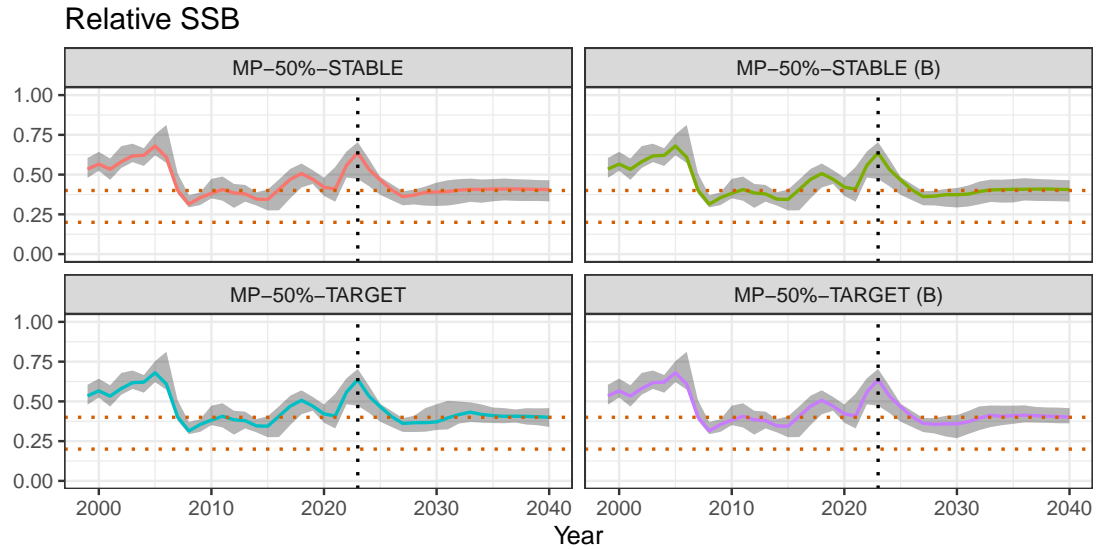 Relative SSB
MP−50%−STABLE
MP−50%−STABLE (B)
1.00
0.75
0.50
0.25
0.00
MP−50%−TARGET
MP−50%−TARGET (B)
1.00
0.75
0.50
0.25
0.00
2000 2010 2020 2030 2040
2000 2010 2020 2030 2040
Year